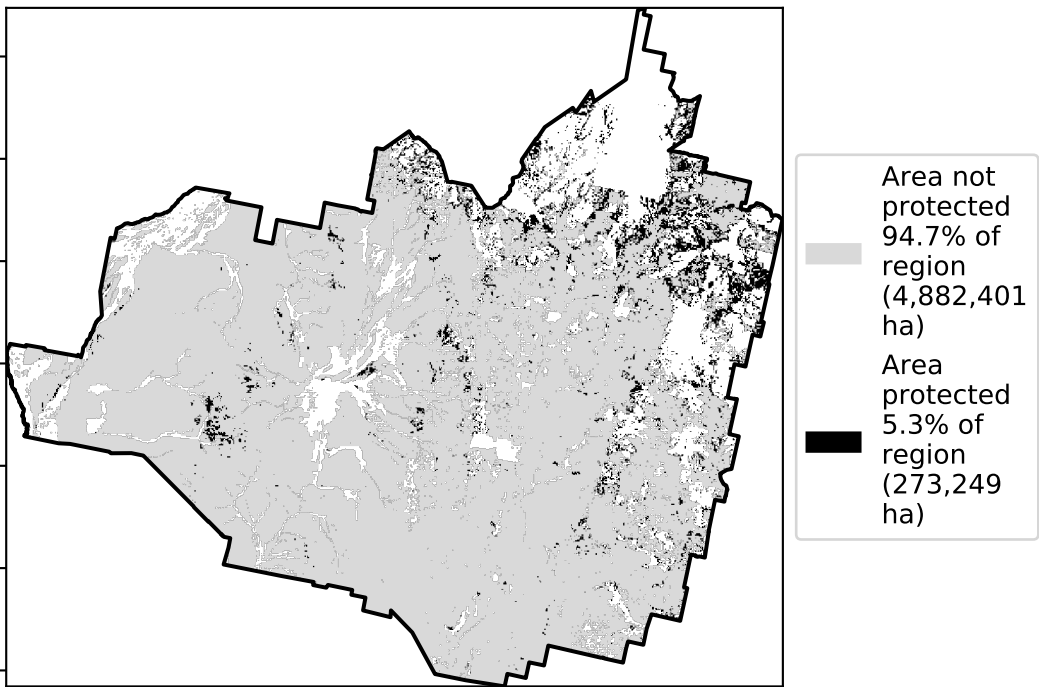 Area not
protected
94.7% of
region
(4,882,401
ha)
Area
protected
5.3% of
region
(273,249
ha)